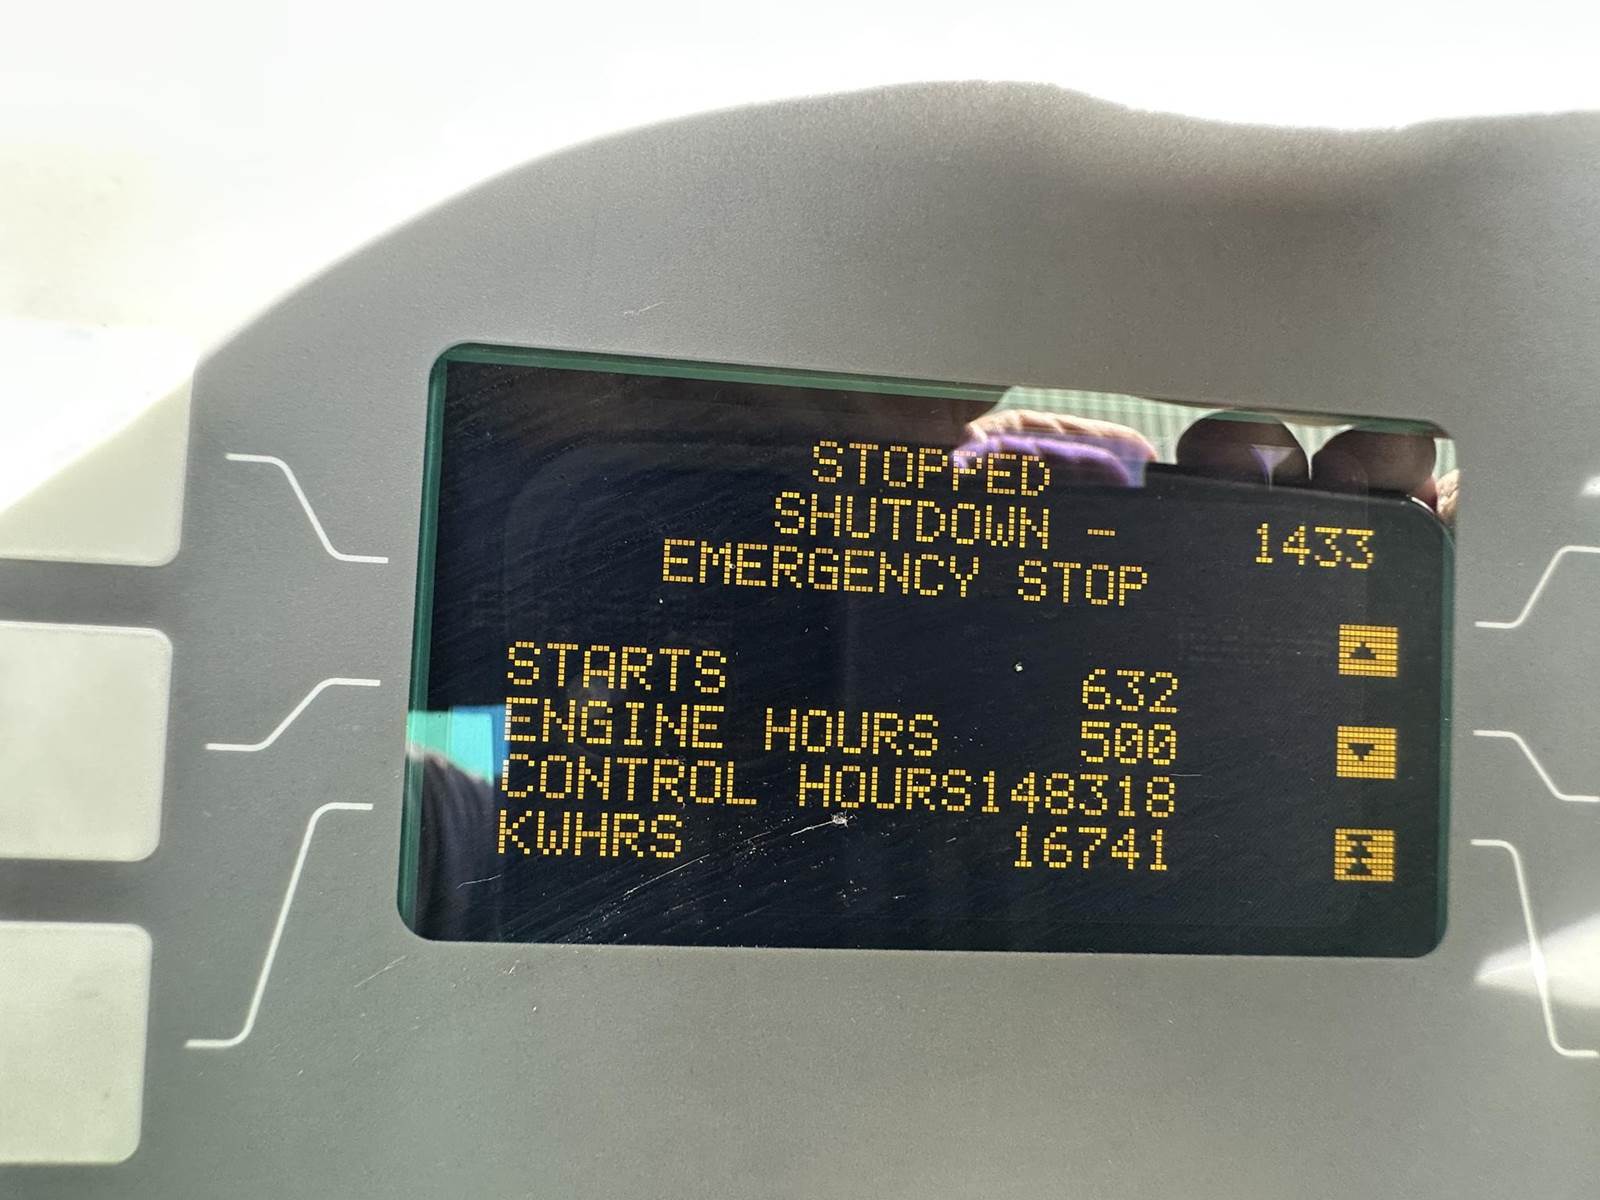 STOPPED
SHUTDOWN - 1433
EMERGENCY STOP
STARTS 632
ENGINE HOURS 500
CONTROL HOURS148318
KWHRS 16741